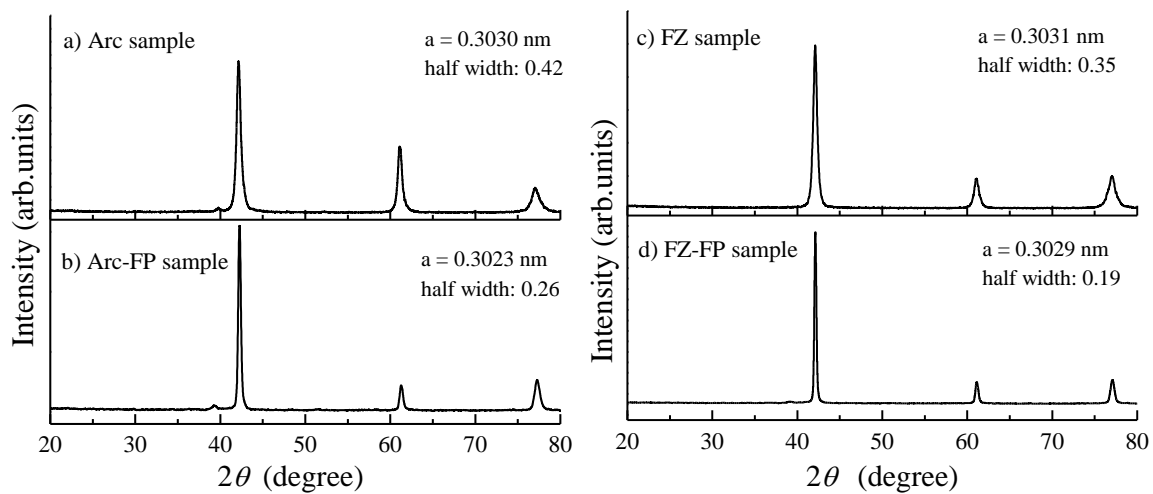 a) Arc sample
a = 0.3030 nm
half width: 0.42
b) Arc-FP sample
a = 0.3023 nm
half width: 0.26
20 30 40 50 60 70 80
2θ (degree)
Intensity (arb.units)
c) FZ sample
a = 0.3031 nm
half width: 0.35
d) FZ-FP sample
a = 0.3029 nm
half width: 0.19
20 30 40 50 60 70 80
2θ (degree)
Intensity (arb.units)